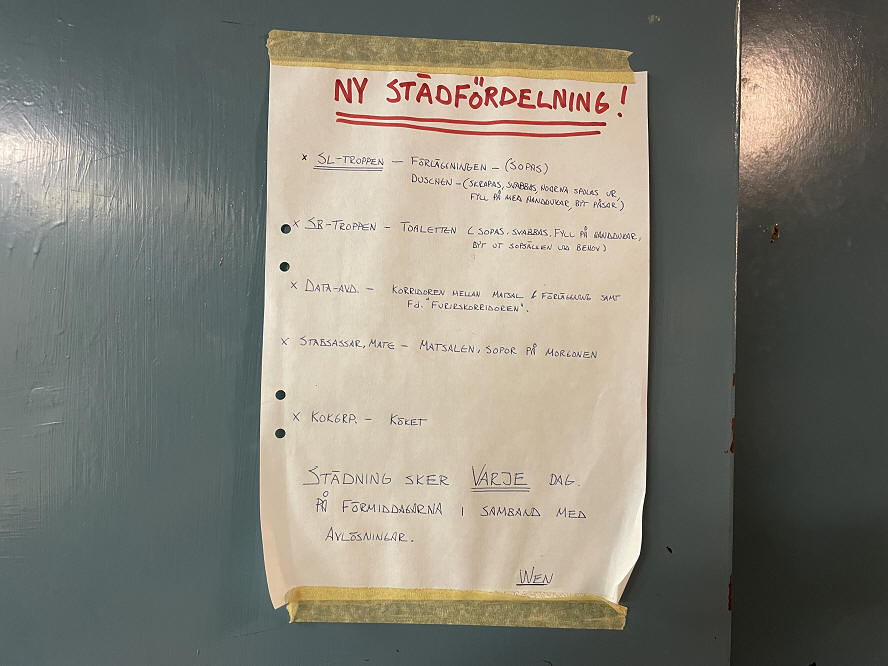 NY STÄDFÖRDELNING!
x SL-TROPPEN – FÖRLÄGGNINGEN – (SOPAS)
DUSCHEN – (SKRAPAS, SVABBAS, HOORNA SPOLAS UR,
FYLL PÅ MED HANDDUKAR, BYT PÅSAR)
x SB-TROPPEN – TOALETTEN (SOPAS, SVABBAS, FYLL PÅ HANDDUKAR,
BYT UT SOPSÄCKEN VID BEHOV)
x DATA-AVD. – KORRIDOREN MELLAN MATSAL & FÖRLÄGGNING SAMT
Fd. "FURIRSKORRIDOREN".
x STABSASSAR, MATE – MATSALEN, SOPOR PÅ MORGONEN
x KOKGRP. – KÖKET
STÄDNING SKER VARJE DAG.
PÅ FÖRMIDDAGARNA I SAMBAND MED
AVLÖSNINGAR.
WEN